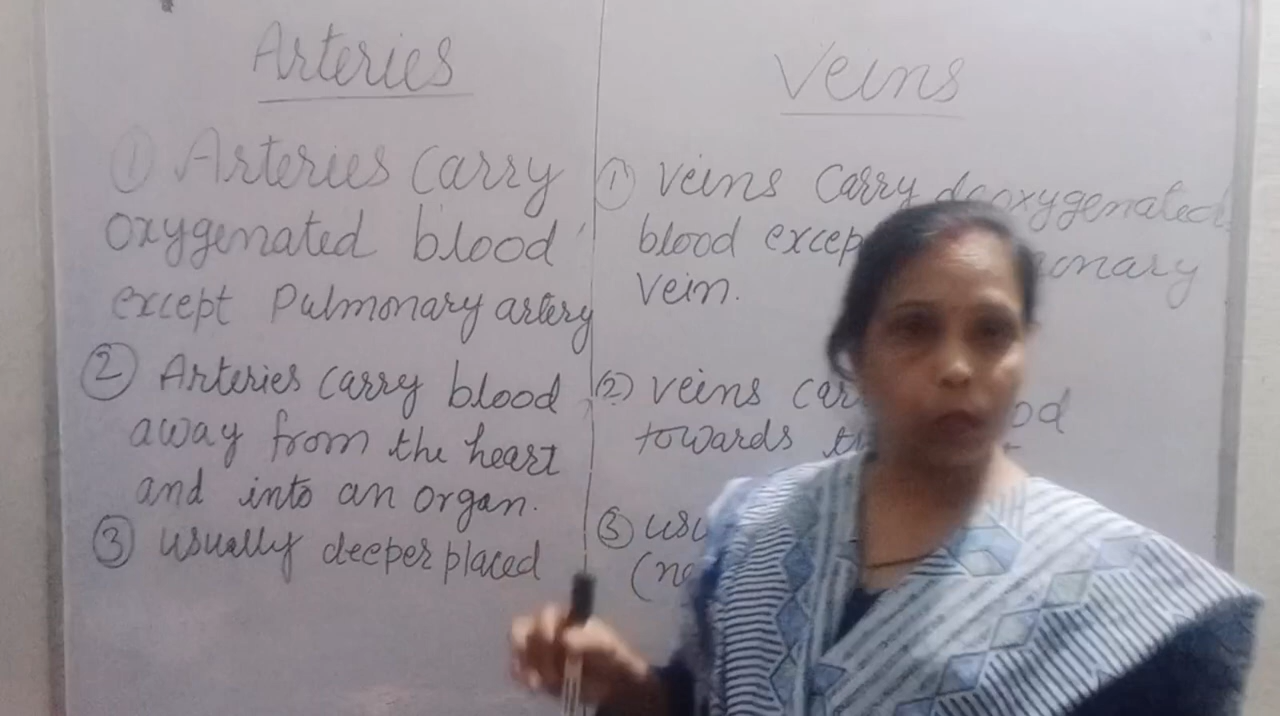 Arteries
① Arteries carry
oxygenated blood
except Pulmonary artery
② Arteries carry blood
away from the heart
and into an organ.
③ usually deeper placed
Veins
① Veins carry deoxygenated
blood
vein.
② Veins
towards
③